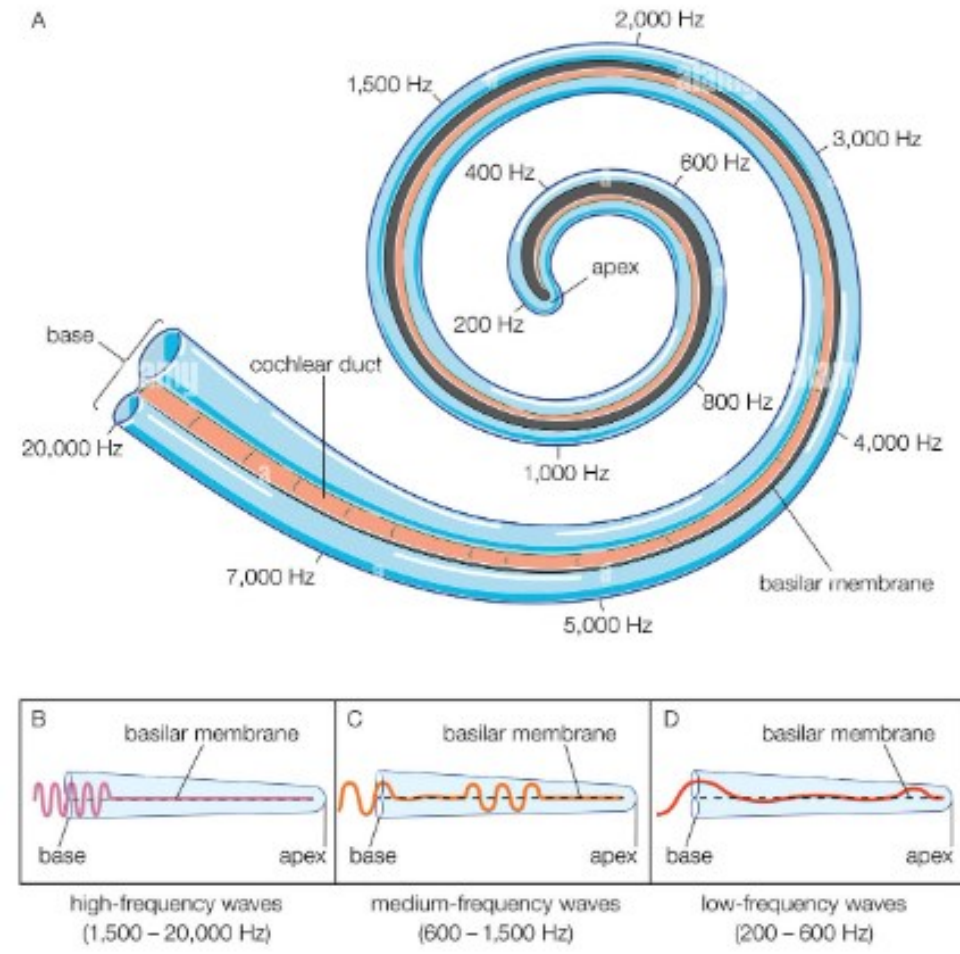 A
2,000 Hz
1,500 Hz
3,000 Hz
400 Hz
600 Hz
apex
200 Hz
base
cochlear duct
800 Hz
20,000 Hz
4,000 Hz
1,000 Hz
7,000 Hz
basilar membrane
5,000 Hz
B
basilar membrane
base
apex
high-frequency waves
(1,500 – 20,000 Hz)
C
basilar membrane
base
apex
medium-frequency waves
(600 – 1,500 Hz)
D
basilar membrane
base
apex
low-frequency waves
(200 – 600 Hz)
alamy